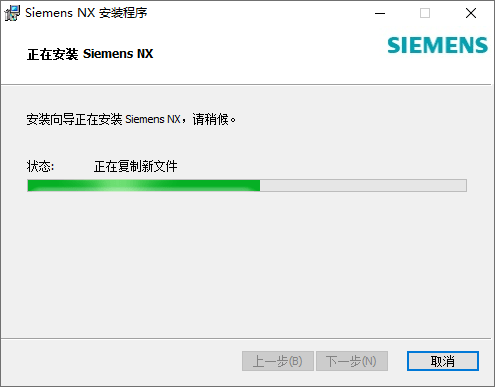 Siemens NX 安装程序
正在安装 Siemens NX
SIEMENS
安装向导正在安装 Siemens NX，请稍候。
状态: 正在复制新文件
上一步(B) 下一步(N) 取消